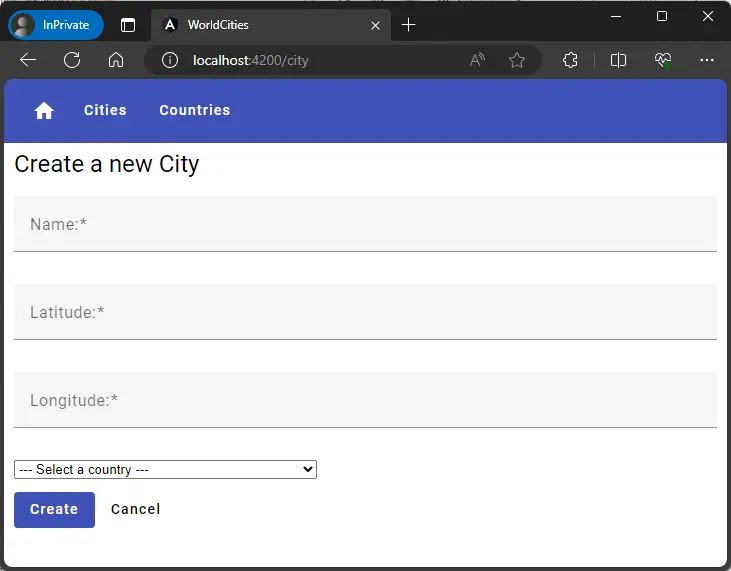 InPrivate
WorldCities
localhost:4200/city
Cities Countries
Create a new City
Name:*
Latitude:*
Longitude:*
--- Select a country ---
Create Cancel